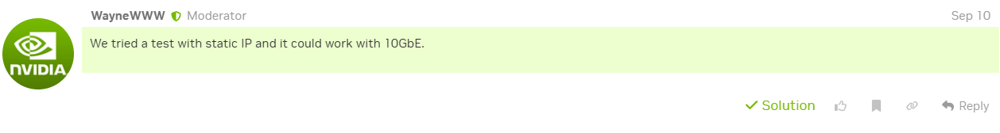 WayneWWW Moderator Sep 10
We tried a test with static IP and it could work with 10GbE.
NVIDIA
Solution Reply